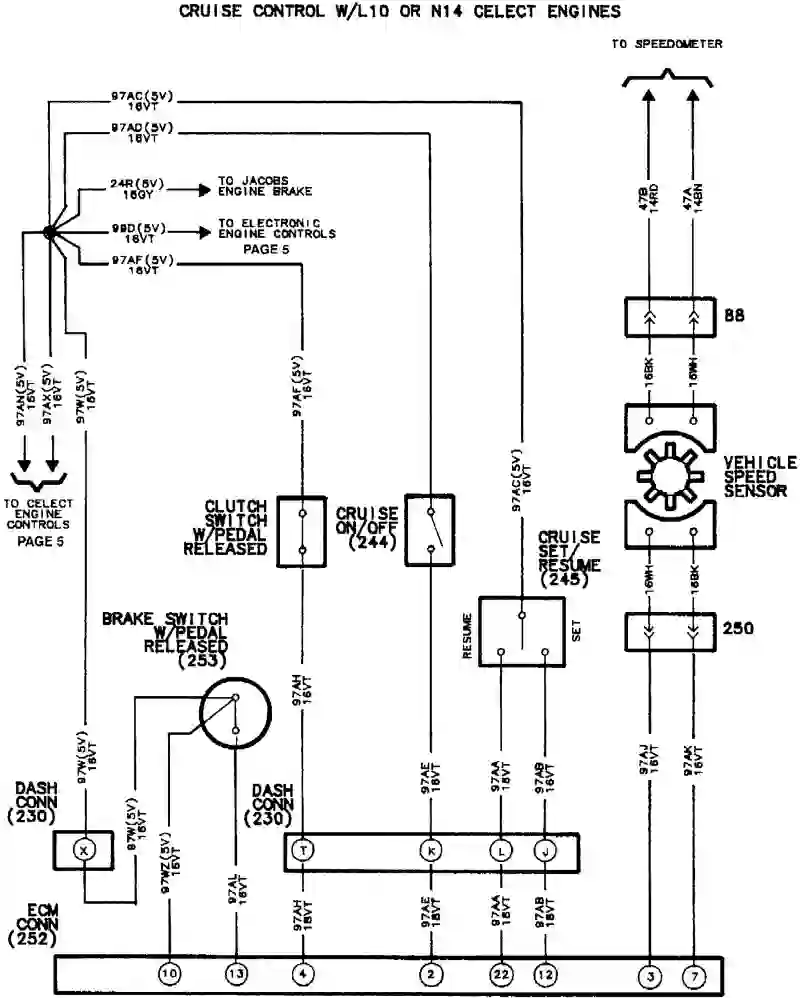 CRUISE CONTROL W/L10 OR N14 CELECT ENGINES
TO SPEEDOMETER
97AC(5V)
16VT
97AD(5V)
16VT
24R(6V)
16GY
TO JACOBS
ENGINE BRAKE
99D(5V)
16VT
TO ELECTRONIC
ENGINE CONTROLS
PAGE 5
97AF(5V)
16VT
47B
14RD
47A
14BN
88
16BK
16WH
97AN(5V)
16VT
97AX(5V)
16VT
97W(5V)
16VT
97AF(5V)
16VT
97AC(5V)
16VT
VEHICLE
SPEED
SENSOR
TO CELECT
ENGINE
CONTROLS
PAGE 5
CLUTCH
SWITCH
W/PEDAL
RELEASED
CRUISE
ON/OFF
(244)
CRUISE
SET/
RESUME
(245)
16WH
16BK
RESUME
SET
250
BRAKE SWITCH
W/PEDAL
RELEASED
(253)
97AH
16VT
97W(5V)
16VT
97AE
16VT
97AA
16VT
97AB
16VT
97AJ
16VT
97AK
16VT
DASH
CONN
(230)
DASH
CONN
(230)
X
T
K
L
J
97W(5V)
16VT
97WZ(5V)
16VT
97AL
16VT
97AH
16VT
97AE
16VT
97AA
16VT
97AB
16VT
ECM
CONN
(252)
10
13
4
2
22
12
3
7